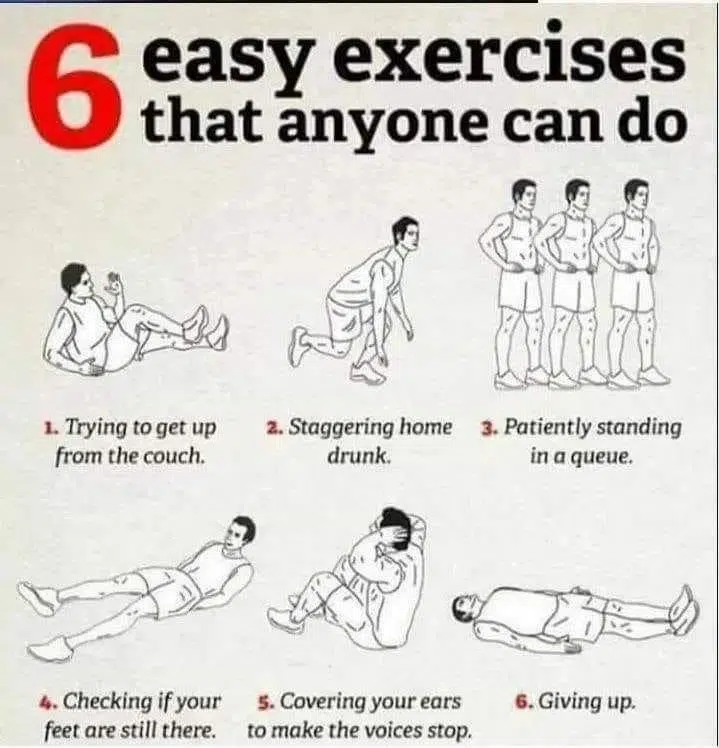 6 easy exercises
that anyone can do
1. Trying to get up
from the couch.
2. Staggering home
drunk.
3. Patiently standing
in a queue.
4. Checking if your
feet are still there.
5. Covering your ears
to make the voices stop.
6. Giving up.